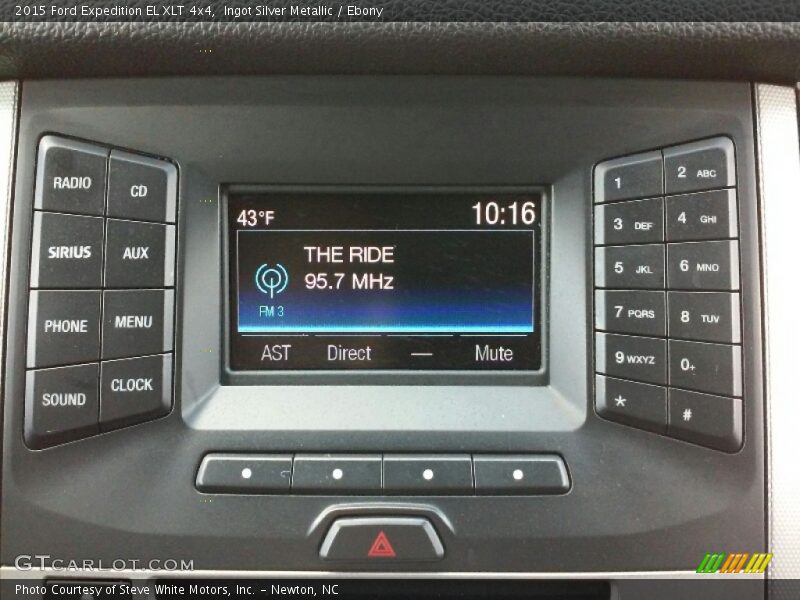 2015 Ford Expedition EL XLT 4x4,  Ingot Silver Metallic / Ebony
RADIO
CD
SIRIUS
AUX
PHONE
MENU
SOUND
CLOCK
43°F
10:16
THE RIDE
95.7 MHz
FM 3
AST Direct — Mute
1
2 ABC
3 DEF
4 GHI
5 JKL
6 MNO
7 PQRS
8 TUV
9 WXYZ
0+
*
#
GTCARLOT.COM
Photo Courtesy of Steve White Motors, Inc. – Newton, NC